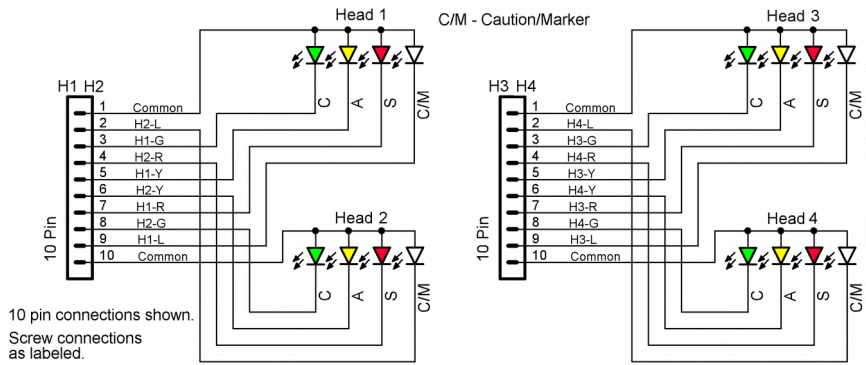 Head 1
C/M - Caution/Marker
Head 3
H1 H2
H3 H4
C
A
S
C/M
C
A
S
C/M
1 Common
2 H2-L
3 H1-G
4 H2-R
5 H1-Y
6 H2-Y
7 H1-R
8 H2-G
9 H1-L
10 Common
10 Pin
1 Common
2 H4-L
3 H3-G
4 H4-R
5 H3-Y
6 H4-Y
7 H3-R
8 H4-G
9 H3-L
10 Common
10 Pin
Head 2
Head 4
C
A
S
C/M
C
A
S
C/M
10 pin connections shown.
Screw connections
as labeled.